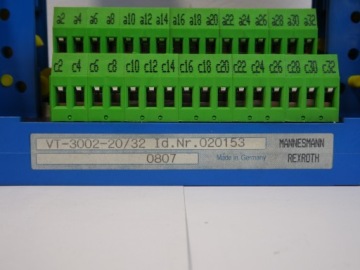 a2 a4 a6 a8 a10 a12 a14 a16 a18 a20 a22 a24 a26 a28 a30 a32
c2 c4 c6 c8 c10 c12 c14 c16 c18 c20 c22 c24 c26 c28 c30 c32
VT-3002-20/32 Id.Nr.020153 MANNESMANN
0807 Made in Germany REXROTH